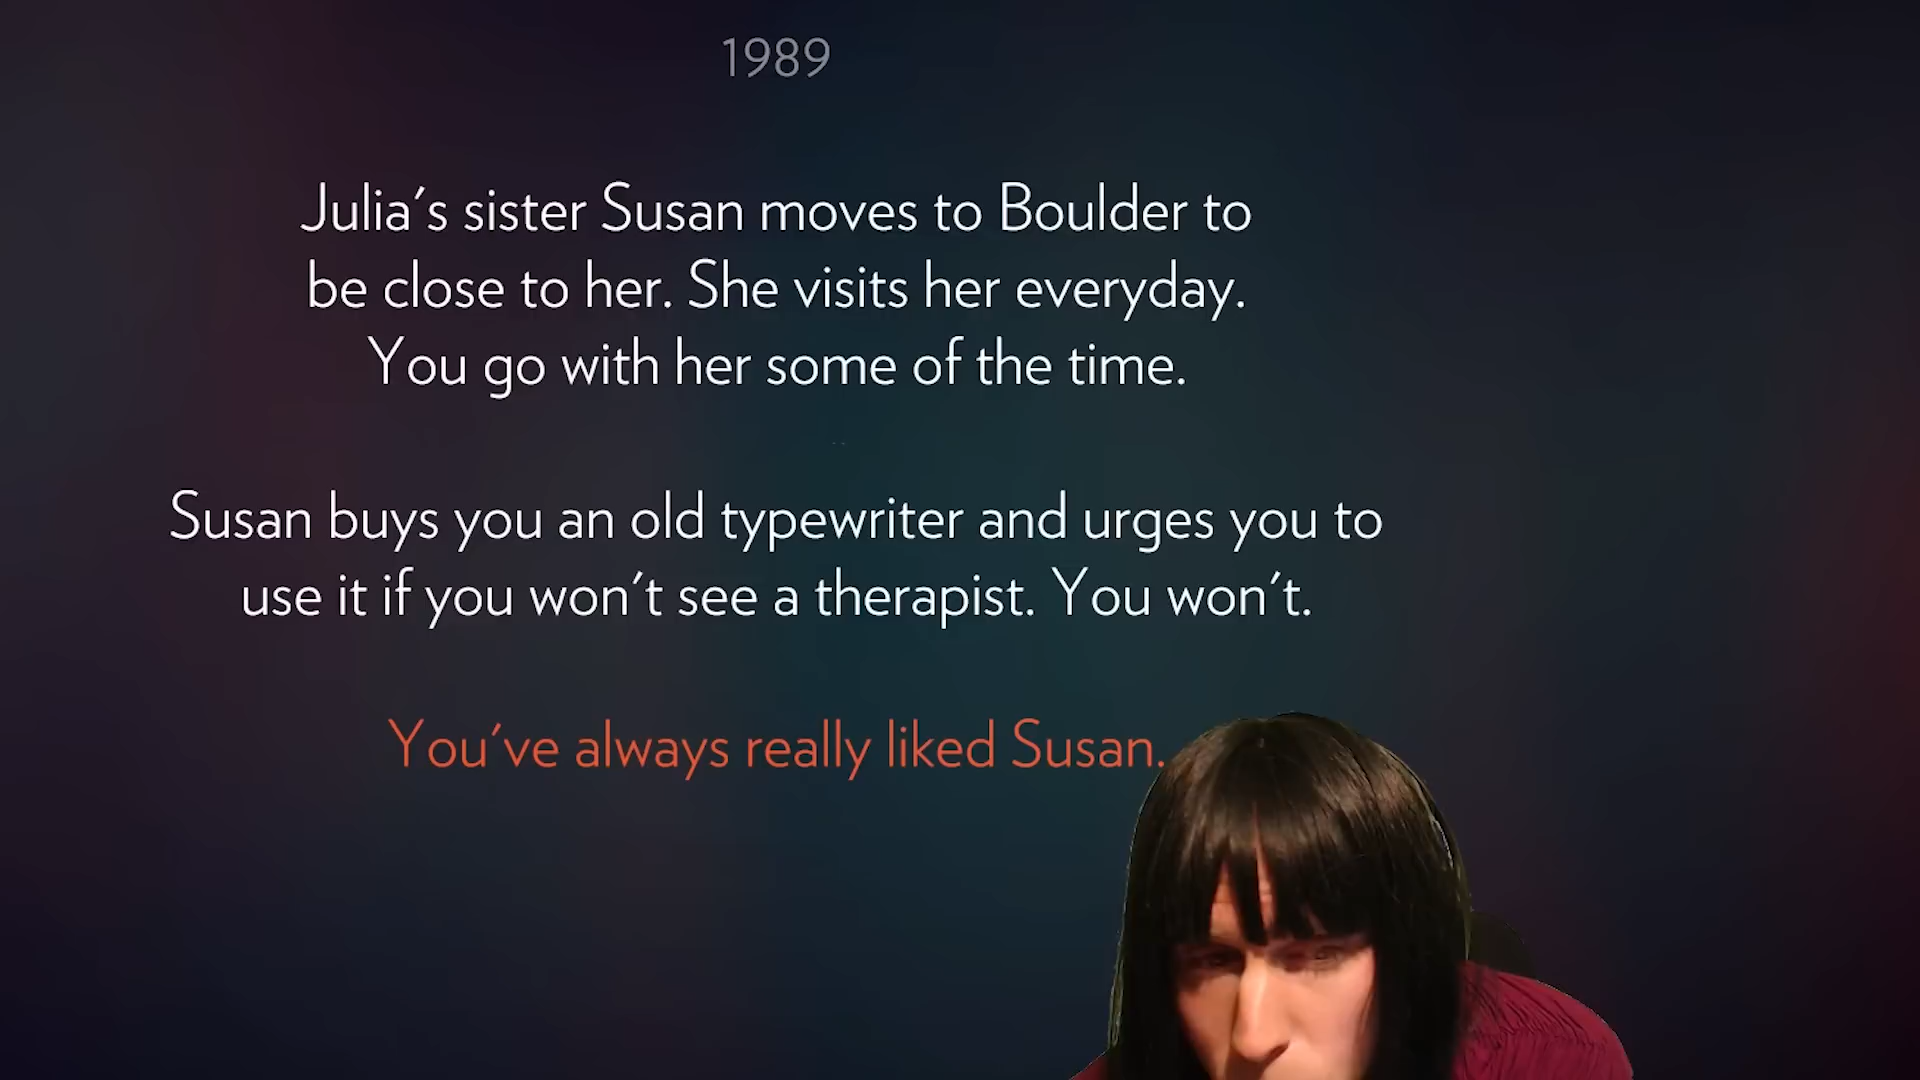 1989
Julia's sister Susan moves to Boulder to
be close to her. She visits her everyday.
You go with her some of the time.
Susan buys you an old typewriter and urges you to
use it if you won't see a therapist. You won't.
You've always really liked Susan.